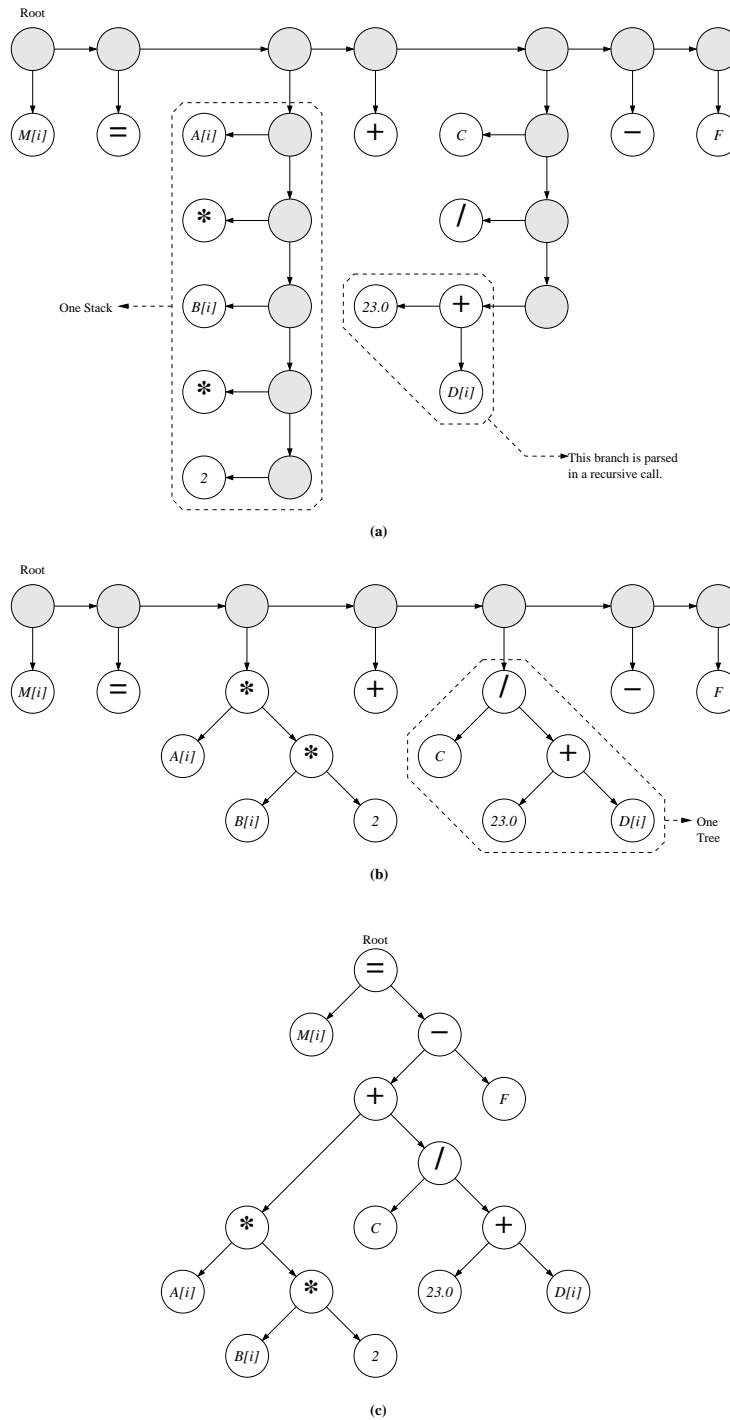 Root
M[i] = A[i] + C − F
* /
One Stack B[i] 23.0 +
* D[i]
This branch is parsed
in a recursive call.
2
(a)
Root
M[i] = * + / − F
A[i] * C +
B[i] 2 23.0 D[i]
One
Tree
(b)
Root
=
M[i] −
+ F
/
* C +
A[i] * 23.0 D[i]
B[i] 2
(c)